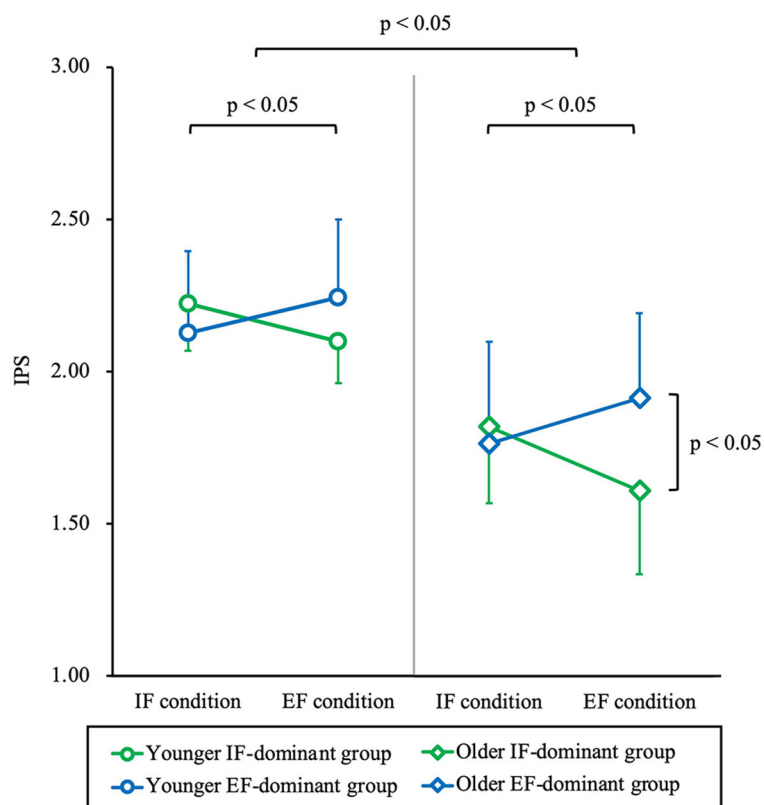 p < 0.05
3.00
p < 0.05
p < 0.05
2.50
2.00
IPS
p < 0.05
1.50
1.00
IF condition
EF condition
IF condition
EF condition
Younger IF-dominant group
Older IF-dominant group
Younger EF-dominant group
Older EF-dominant group